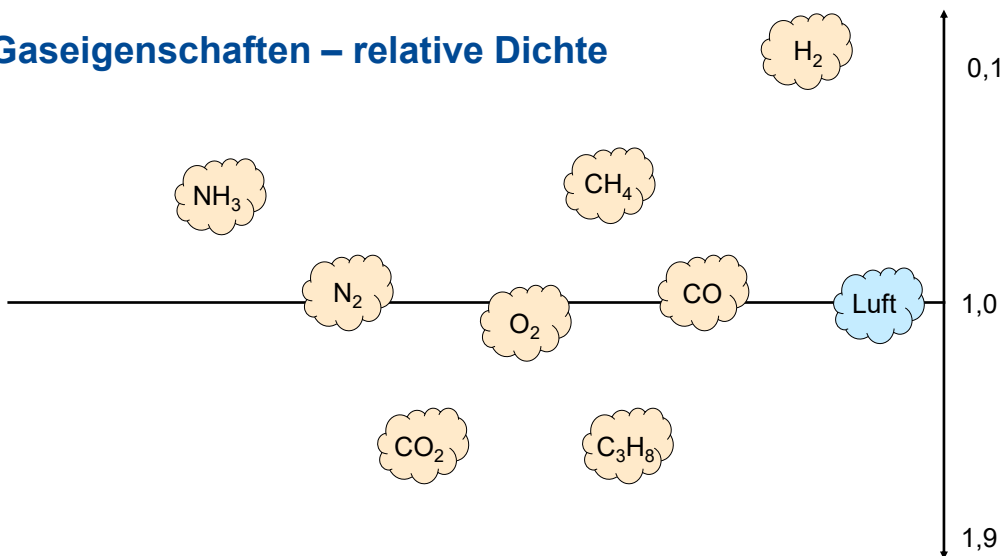 Gaseigenschaften – relative Dichte
H₂
0,1
CH₄
NH₃
N₂
CO
Luft
1,0
O₂
CO₂
C₃H₈
1,9